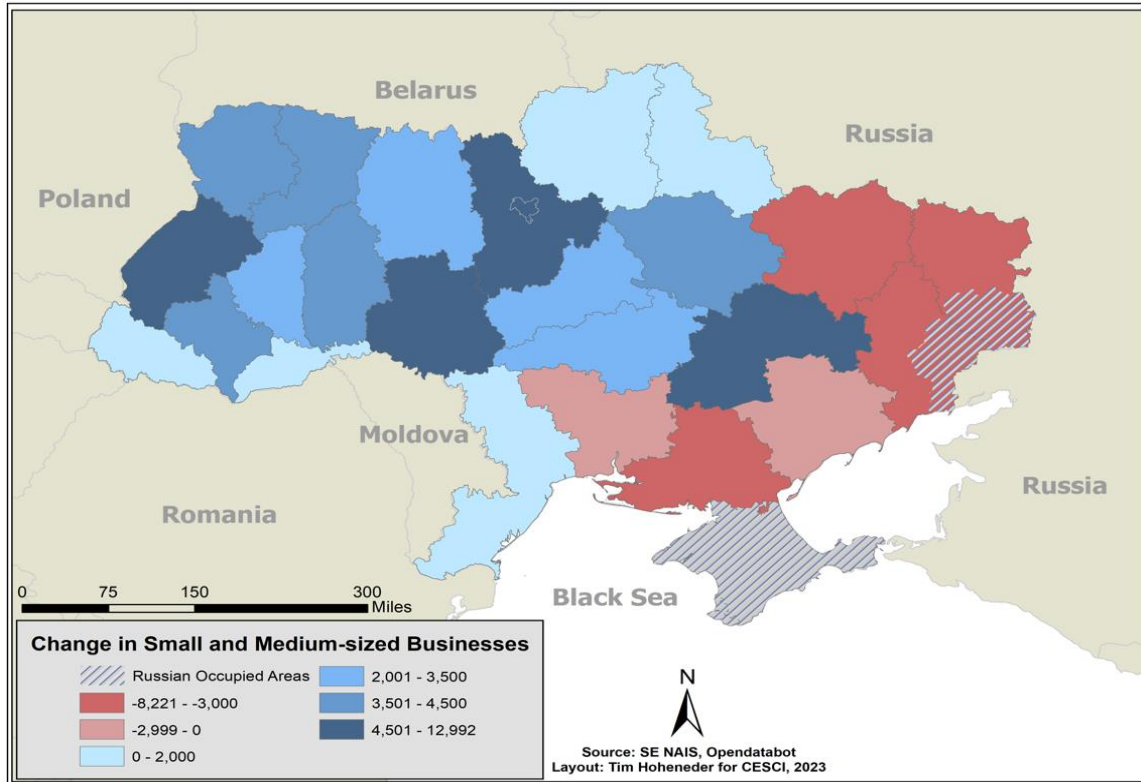 Belarus
Russia
Poland
Moldova
Romania
Russia
Black Sea
0 75 150 300
Miles
Change in Small and Medium-sized Businesses
Russian Occupied Areas
-8,221 - -3,000
-2,999 - 0
0 - 2,000
2,001 - 3,500
3,501 - 4,500
4,501 - 12,992
N
Source: SE NAIS, Opendatabot
Layout: Tim Hoheneder for CESCI, 2023